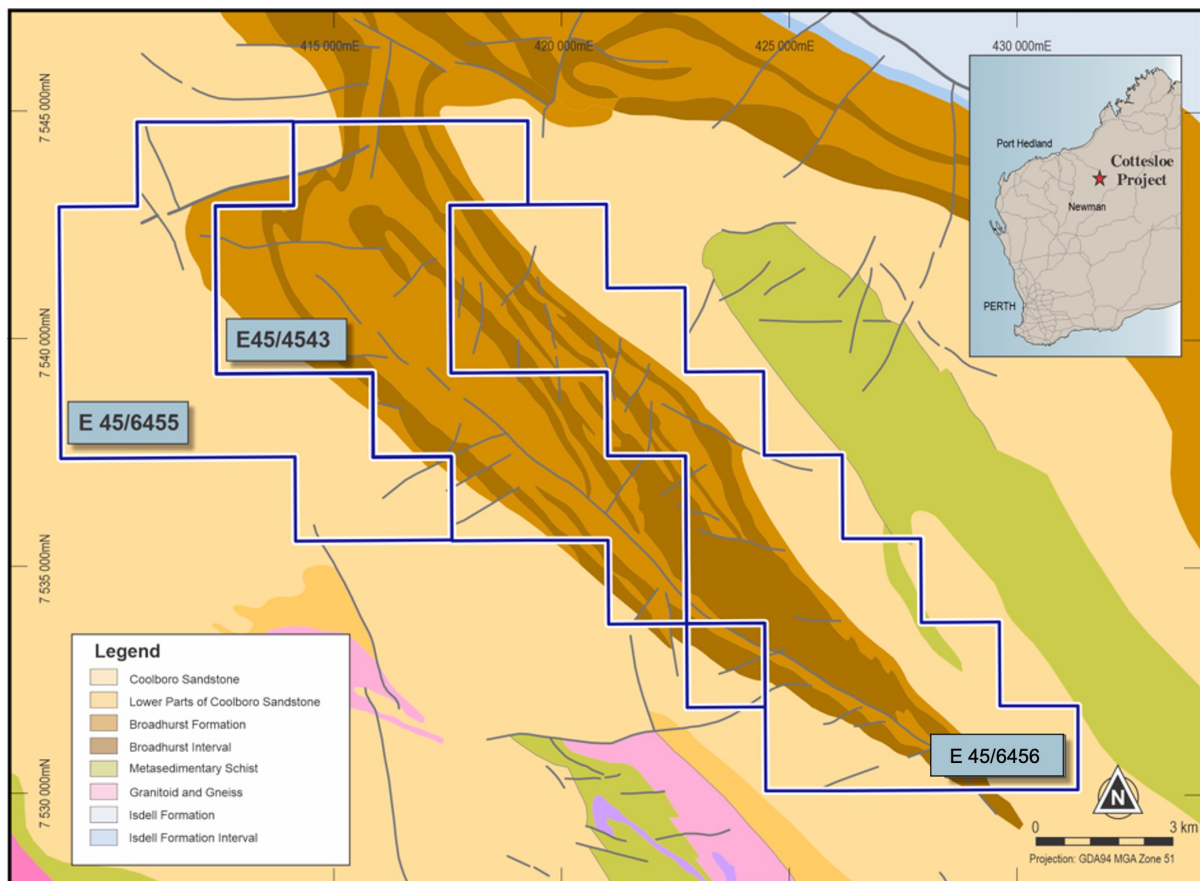 415 000mE
420 000mE
425 000mE
430 000mE
7 545 000mN
7 540 000mN
7 535 000mN
7 530 000mN
Port Hedland
Cottesloe
Project
Newman
PERTH
E45/4543
E 45/6455
E 45/6456
Legend
Coolboro Sandstone
Lower Parts of Coolboro Sandstone
Broadhurst Formation
Broadhurst Interval
Metasedimentary Schist
Granitoid and Gneiss
Isdell Formation
Isdell Formation Interval
N
0 3 km
Projection: GDA94 MGA Zone 51